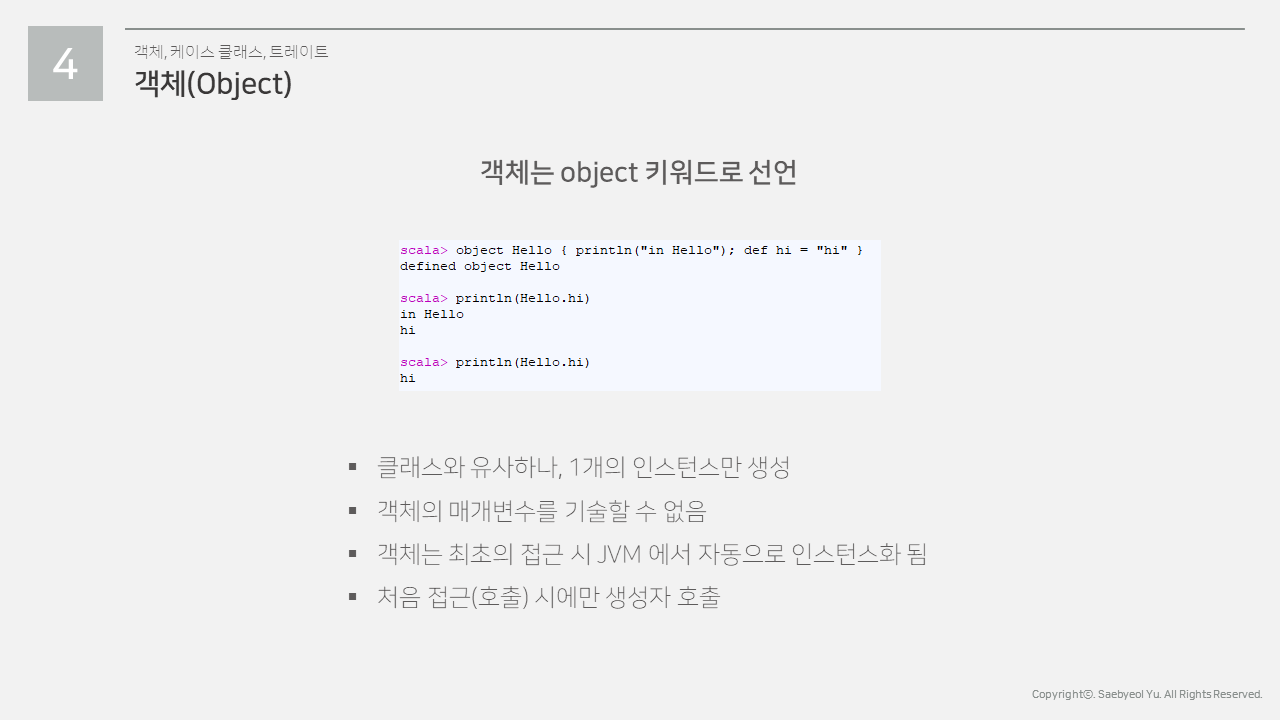 4
객체, 케이스 클래스, 트레이트
객체(Object)
객체는 object 키워드로 선언
scala> object Hello { println("in Hello"); def hi = "hi" }
defined object Hello
scala> println(Hello.hi)
in Hello
hi
scala> println(Hello.hi)
hi
▪ 클래스와 유사하나, 1개의 인스턴스만 생성
▪ 객체의 매개변수를 기술할 수 없음
▪ 객체는 최초의 접근 시 JVM 에서 자동으로 인스턴스화 됨
▪ 처음 접근(호출) 시에만 생성자 호출
Copyrightⓒ. Saebyeol Yu. All Rights Reserved.